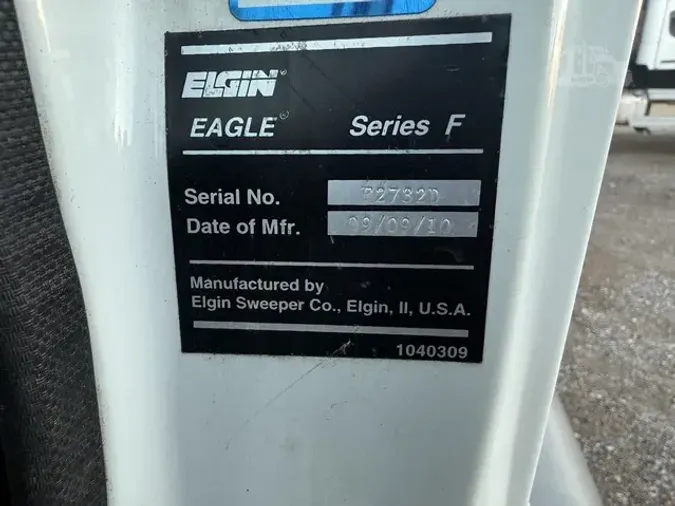 ELGIN®
EAGLE® Series F
Serial No. F2732D
Date of Mfr. 09/09/10
Manufactured by
Elgin Sweeper Co., Elgin, Il, U.S.A.
1040309